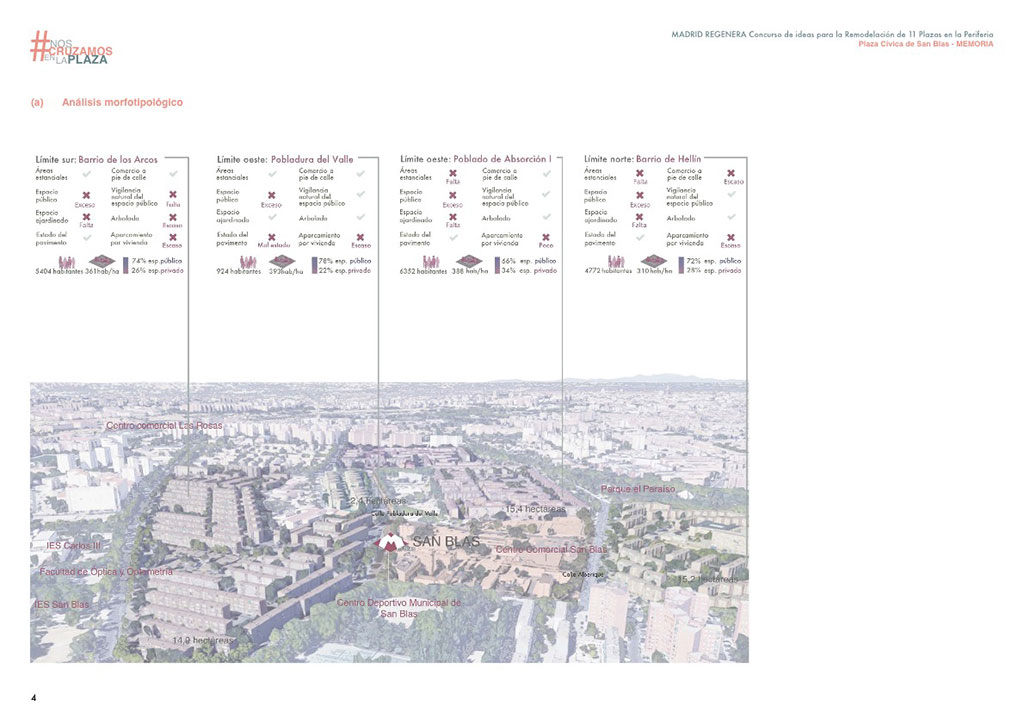 #NOS
CRUZAMOS
EN LA PLAZA
MADRID REGENERA Concurso de ideas para la Remodelación de 11 Plazas en la Periferia
Plaza Cívica de San Blas - MEMORIA
(a) Análisis morfotipológico
Límite sur: Barrio de los Arcos
Áreas estanciales
Comercio a pie de calle
Espacio público
Exceso
Vigilancia natural del espacio público
Falta
Espacio ajardinado
Falta
Arbolado
Escaso
Estado del pavimento
Aparcamiento por vivienda
Escaso
5404 habitantes
361hab/ha
74% esp. público
26% esp. privado
Límite oeste: Pobladura del Valle
Áreas estanciales
Comercio a pie de calle
Espacio público
Exceso
Vigilancia natural del espacio público
Espacio ajardinado
Arbolado
Estado del pavimento
Mal estado
Aparcamiento por vivienda
Escaso
924 habitantes
393hab/ha
78% esp. público
22% esp. privado
Límite oeste: Poblado de Absorción I
Áreas estanciales
Falta
Comercio a pie de calle
Espacio público
Exceso
Vigilancia natural del espacio público
Espacio ajardinado
Falta
Arbolado
Estado del pavimento
Aparcamiento por vivienda
Poco
6352 habitantes
388 hab/ha
66% esp. público
34% esp. privado
Límite norte: Barrio de Hellín
Áreas estanciales
Falta
Comercio a pie de calle
Escaso
Espacio público
Exceso
Vigilancia natural del espacio público
Espacio ajardinado
Falta
Arbolado
Estado del pavimento
Aparcamiento por vivienda
Escaso
4772 habitantes
310 hab/ha
72% esp. público
28% esp. privado
Centro comercial Las Rosas
Parque el Paraíso
2,4 hectáreas
15,4 hectáreas
Calle Pobladura del Valle
SAN BLAS
IES Carlos III
Centro Comercial San Blas
Facultad de Óptica y Optometría
Calle Alberique
15,2 hectáreas
IES San Blas
Centro Deportivo Municipal de
San Blas
14,9 hectáreas
4